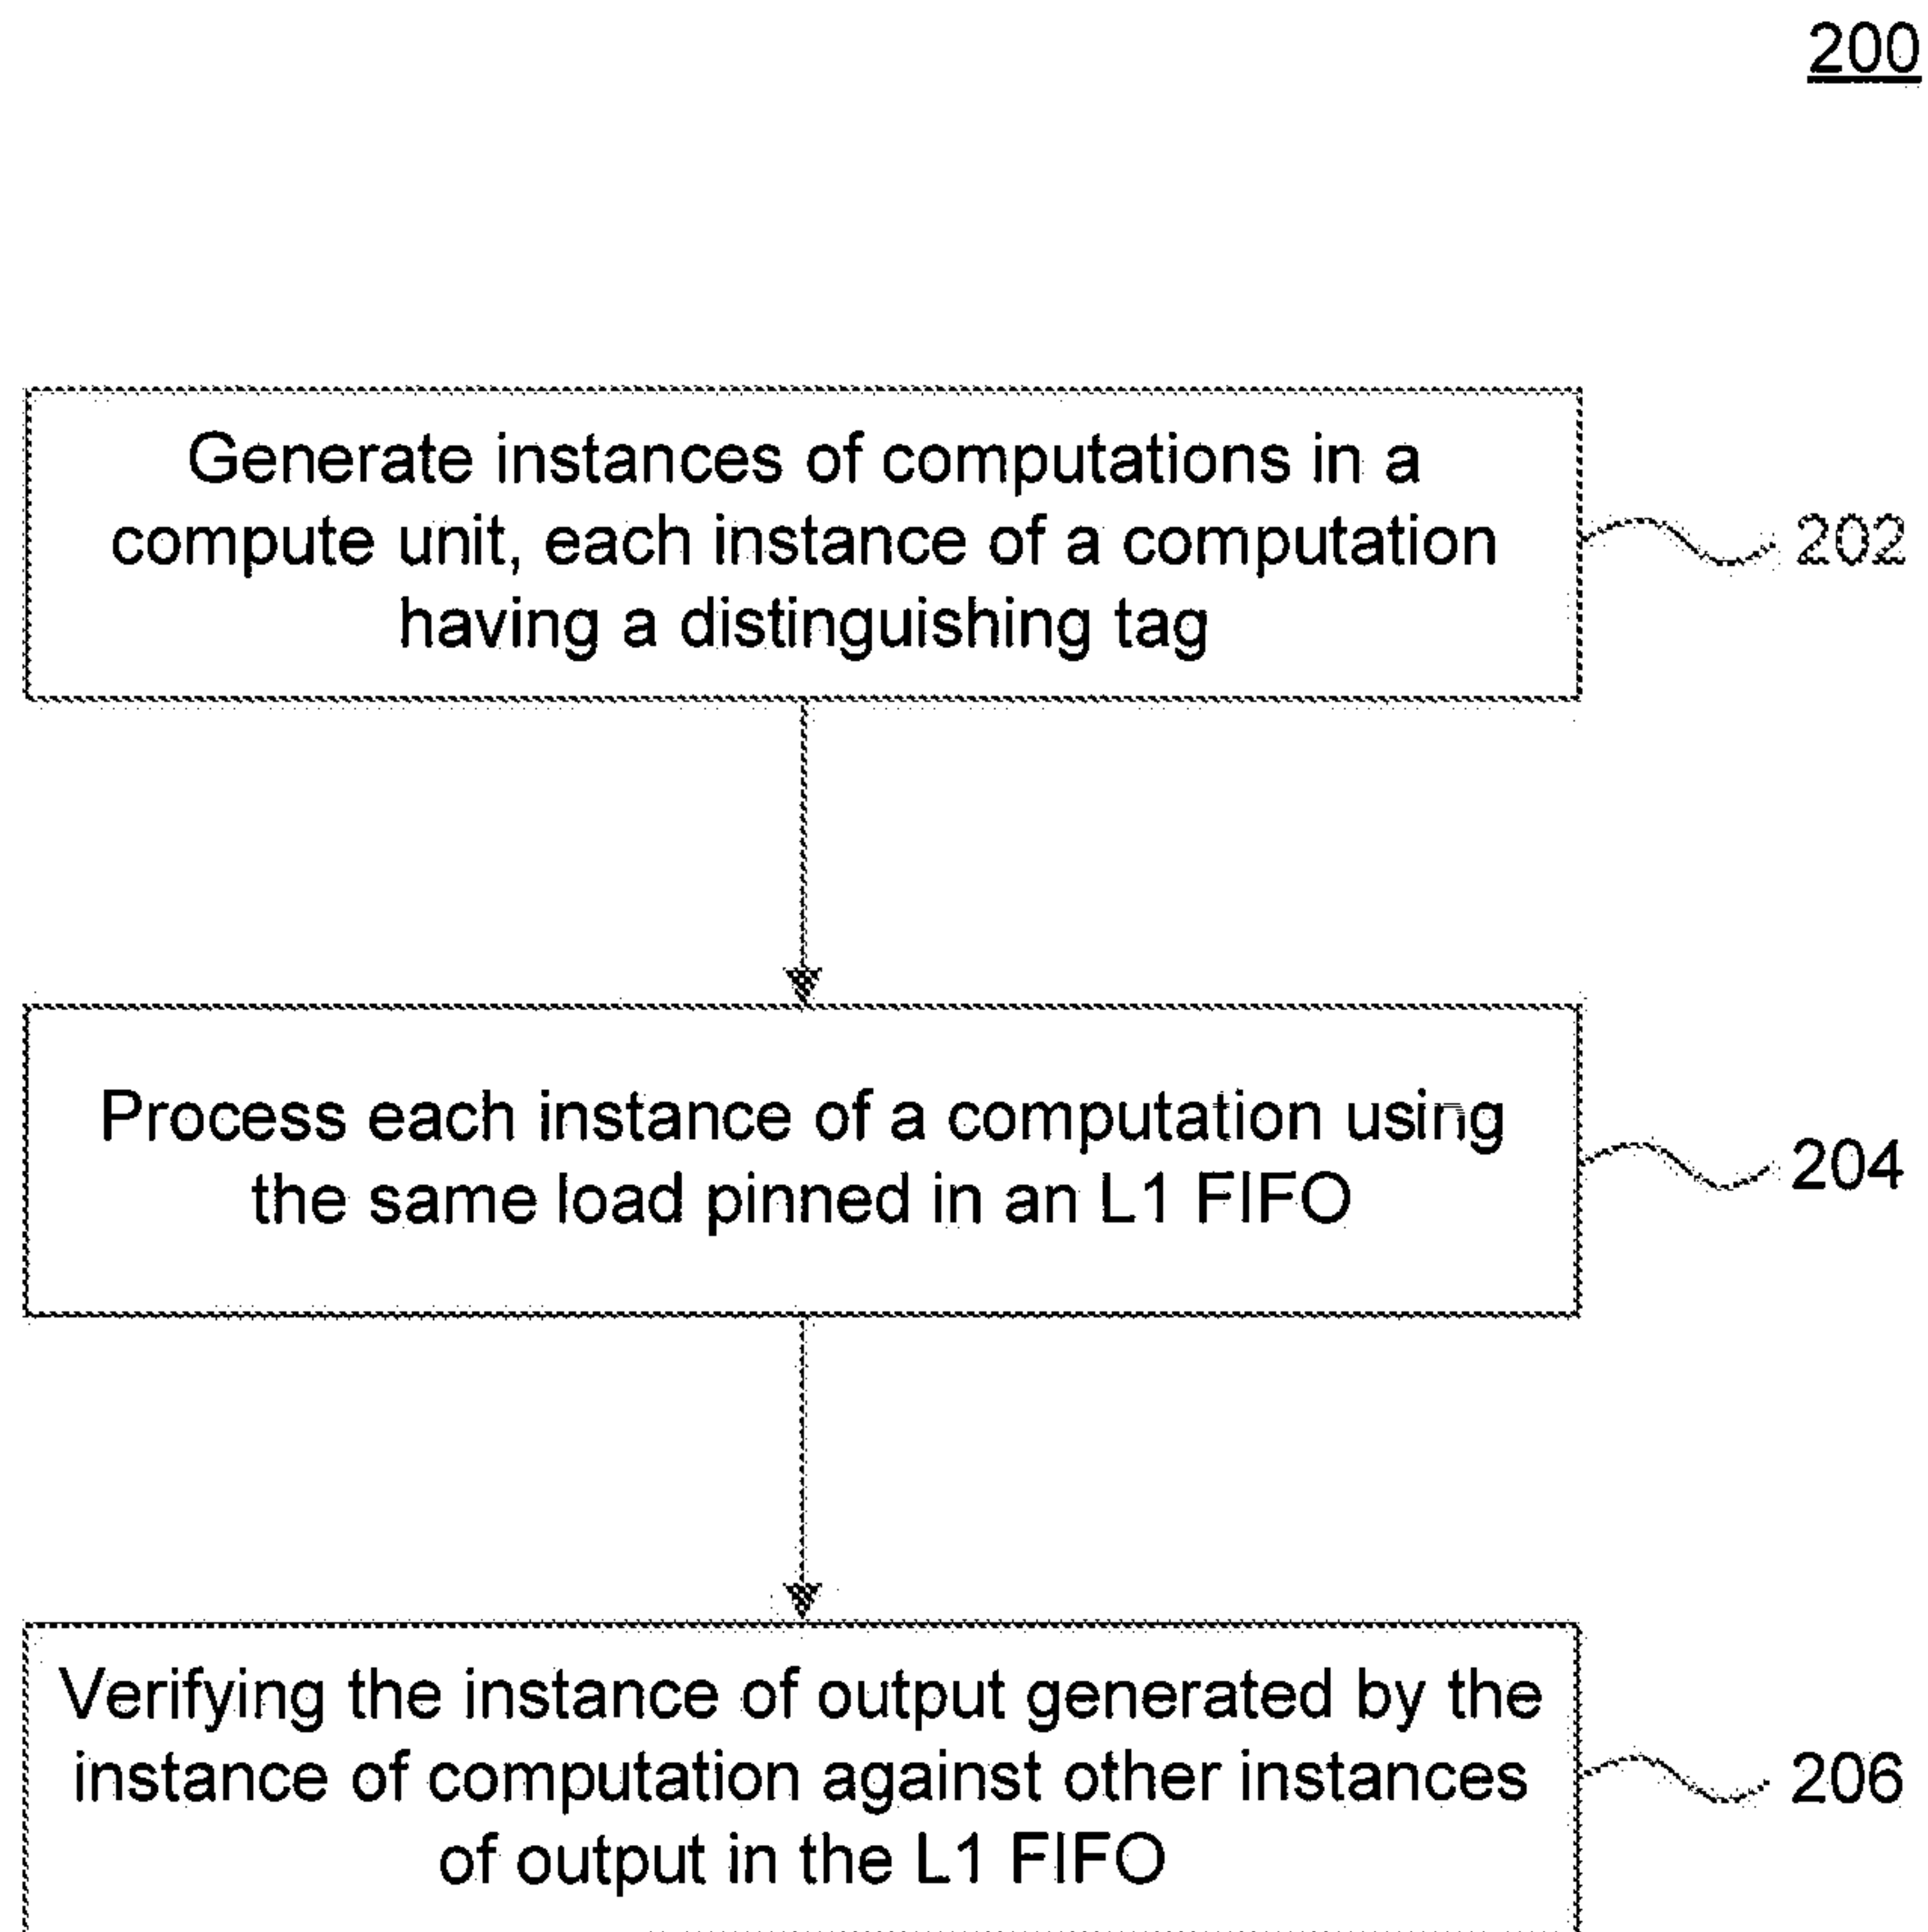 200
Generate instances of computations in a
compute unit, each instance of a computation
having a distinguishing tag
202
Process each instance of a computation using
the same load pinned in an L1 FIFO
204
Verifying the instance of output generated by the
instance of computation against other instances
of output in the L1 FIFO
206